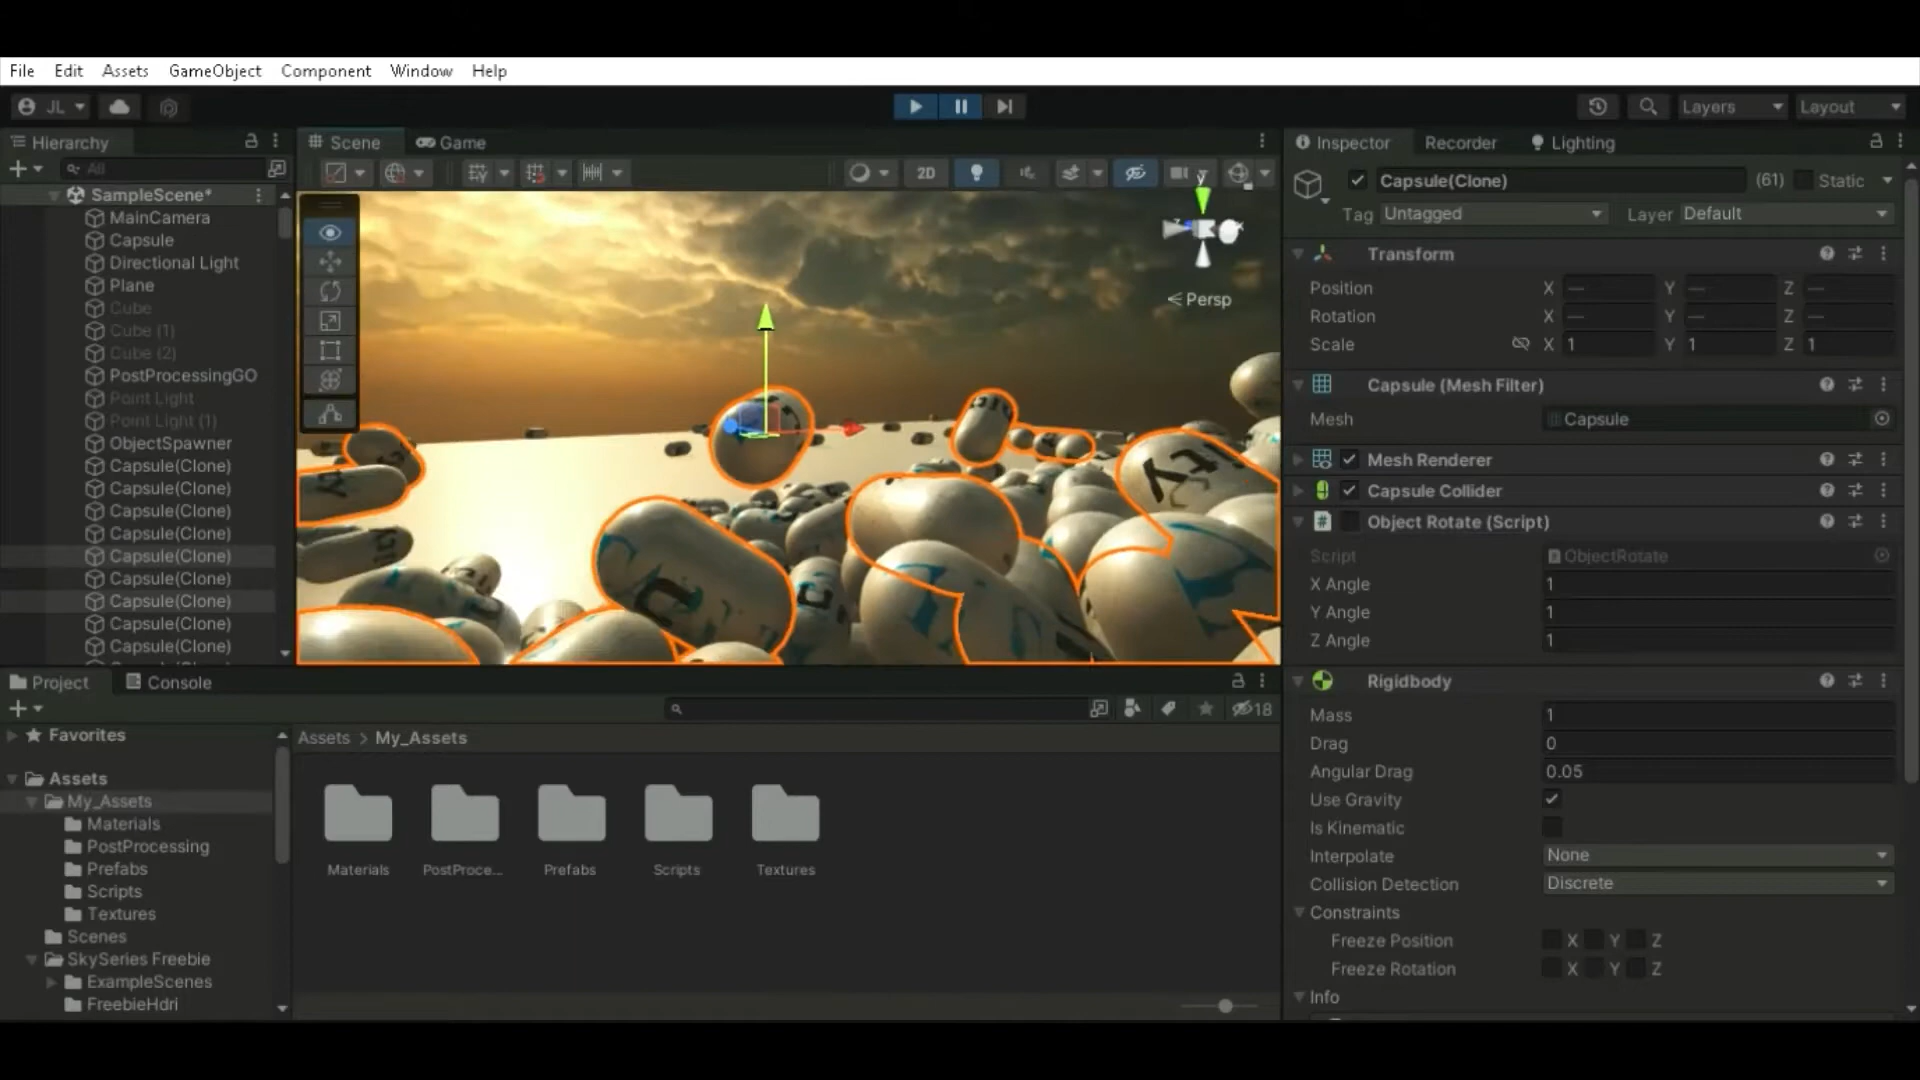 File Edit Assets GameObject Component Window Help
JL
Layers Layout
Hierarchy
All
SampleScene*
MainCamera
Capsule
Directional Light
Plane
Cube
Cube (1)
Cube (2)
PostProcessingGO
Point Light
Point Light (1)
ObjectSpawner
Capsule(Clone)
Capsule(Clone)
Capsule(Clone)
Capsule(Clone)
Capsule(Clone)
Capsule(Clone)
Capsule(Clone)
Capsule(Clone)
Capsule(Clone)
Scene Game
2D
y
Persp
Inspector Recorder Lighting
Capsule(Clone) (61) Static
Tag Untagged Layer Default
Transform
Position X — Y — Z —
Rotation X — Y — Z —
Scale X 1 Y 1 Z 1
Capsule (Mesh Filter)
Mesh Capsule
Mesh Renderer
Capsule Collider
# Object Rotate (Script)
Script ObjectRotate
X Angle 1
Y Angle 1
Z Angle 1
Rigidbody
Mass 1
Drag 0
Angular Drag 0.05
Use Gravity
Is Kinematic
Interpolate None
Collision Detection Discrete
Constraints
Freeze Position X Y Z
Freeze Rotation X Y Z
Info
Project Console
18
Favorites
Assets
My_Assets
Materials
PostProcessing
Prefabs
Scripts
Textures
Scenes
SkySeries Freebie
ExampleScenes
FreebieHdri
Assets > My_Assets
Materials PostProce... Prefabs Scripts Textures